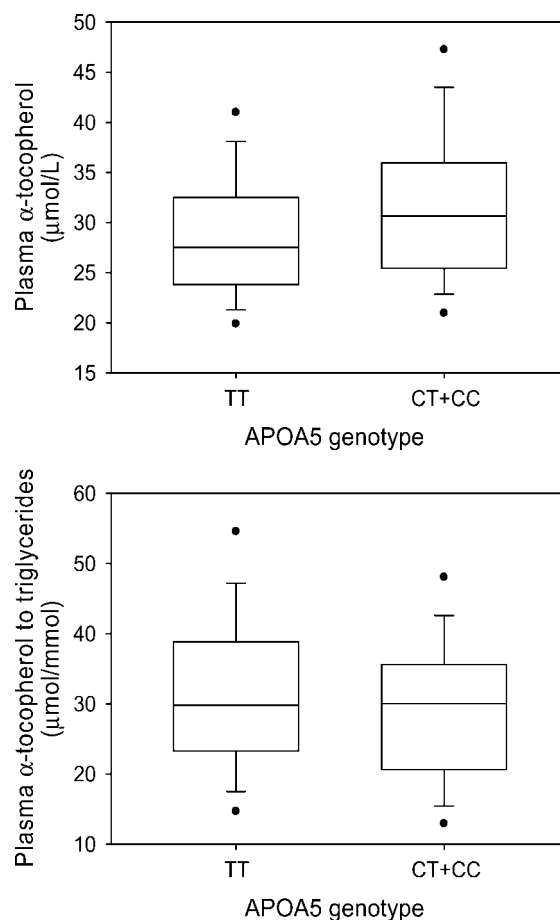 50
45
40
35
30
25
20
15
Plasma α-tocopherol
(μmol/L)
TT CT+CC
APOA5 genotype
60
50
40
30
20
10
Plasma α-tocopherol to triglycerides
(μmol/mmol)
TT CT+CC
APOA5 genotype